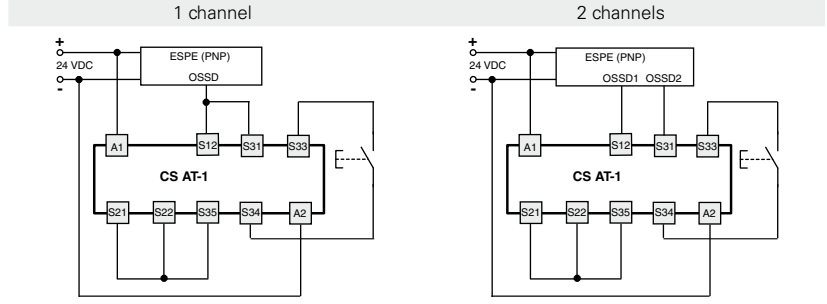 1 channel
+
24 VDC
-
ESPE (PNP)
OSSD
A1 S12 S31 S33
CS AT-1
S21 S22 S35 S34 A2
2 channels
+
24 VDC
-
ESPE (PNP)
OSSD1 OSSD2
A1 S12 S31 S33
CS AT-1
S21 S22 S35 S34 A2